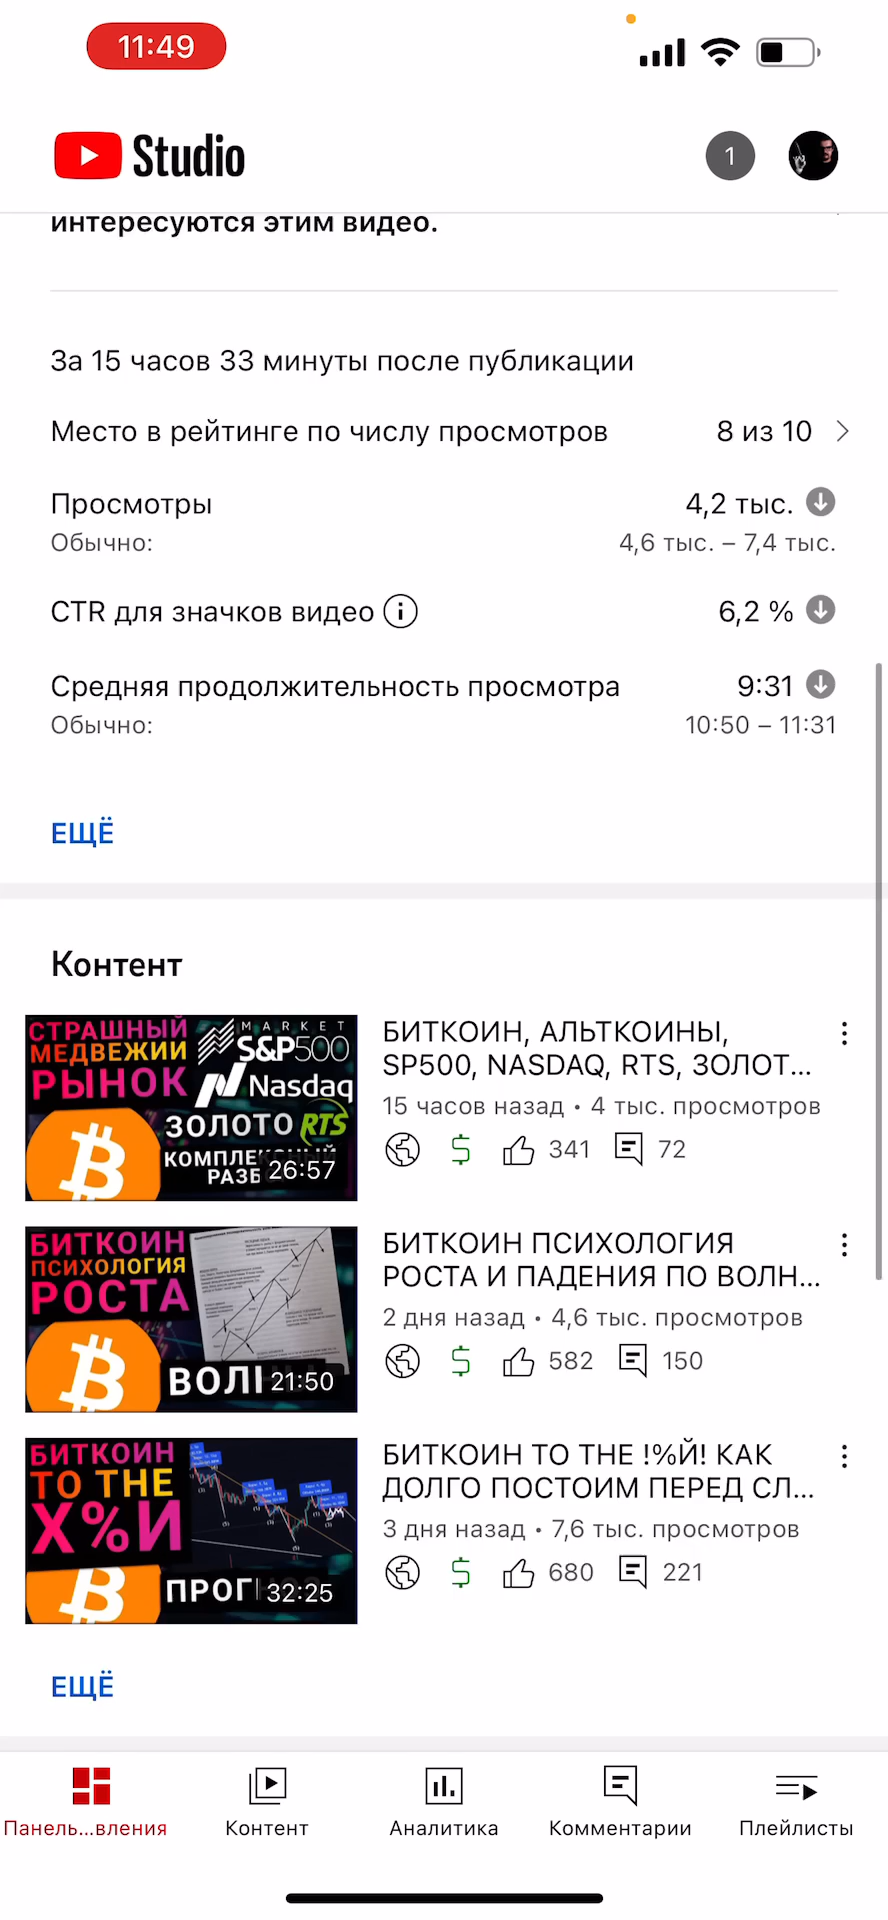 11:49
Studio
1
интересуются этим видео.
За 15 часов 33 минуты после публикации
Место в рейтинге по числу просмотров 8 из 10
Просмотры 4,2 тыс.
Обычно: 4,6 тыс. – 7,4 тыс.
CTR для значков видео 6,2 %
Средняя продолжительность просмотра 9:31
Обычно: 10:50 – 11:31
ЕЩЁ
Контент
СТРАШНЫЙ
МЕДВЕЖИИ
РЫНОК
MARKET
S&P500
Nasdaq
ЗОЛОТО RTS
26:57
БИТКОИН, АЛЬТКОИНЫ,
SP500, NASDAQ, RTS, ЗОЛОТ...
15 часов назад • 4 тыс. просмотров
341 72
БИТКОИН
ПСИХОЛОГИЯ
РОСТА
21:50
БИТКОИН ПСИХОЛОГИЯ
РОСТА И ПАДЕНИЯ ПО ВОЛН...
2 дня назад • 4,6 тыс. просмотров
582 150
БИТКОИН
TO THE
Х%И
32:25
БИТКОИН TO THE !%Й! КАК
ДОЛГО ПОСТОИМ ПЕРЕД СЛ...
3 дня назад • 7,6 тыс. просмотров
680 221
ЕЩЁ
Панель...вления
Контент
Аналитика
Комментарии
Плейлисты